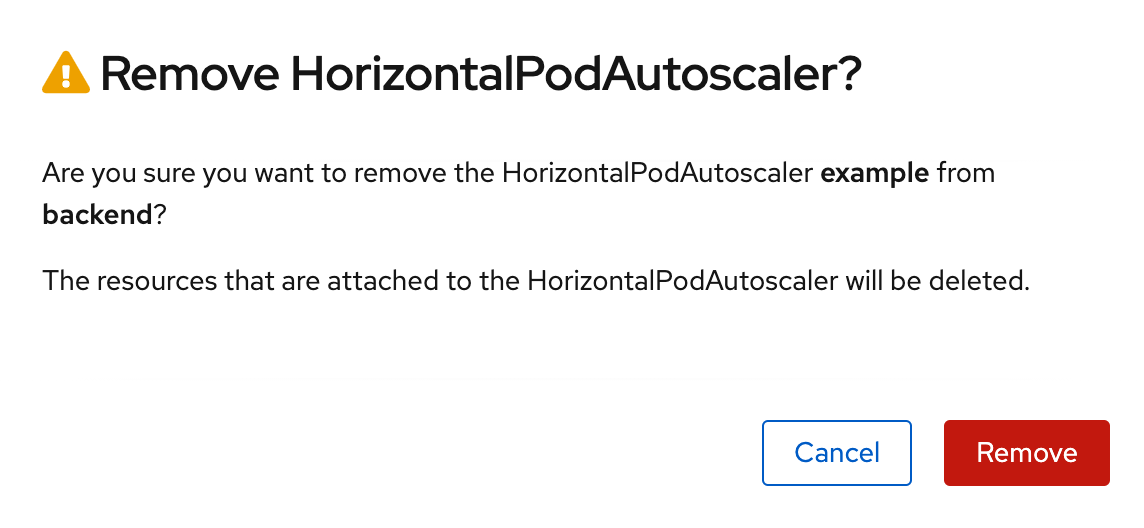 Remove HorizontalPodAutoscaler?
Are you sure you want to remove the HorizontalPodAutoscaler example from
backend?
The resources that are attached to the HorizontalPodAutoscaler will be deleted.
Cancel
Remove